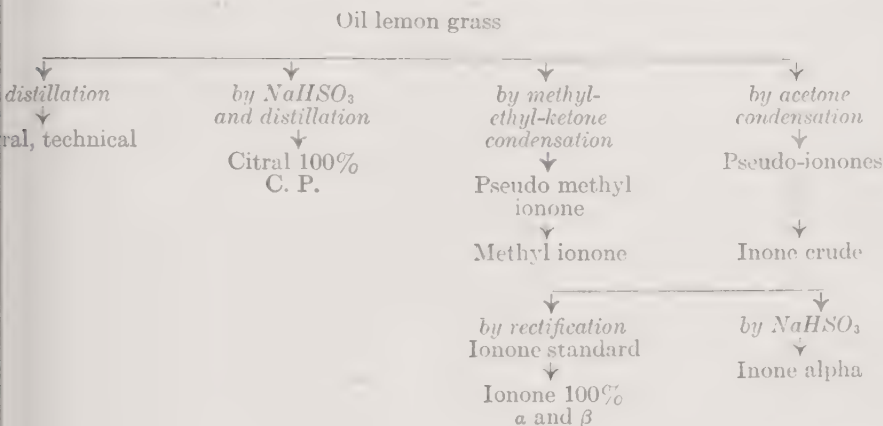 Oil lemon grass
distillation
ral, technical
by NaHSO₃
and distillation
Citral 100%
C. P.
by methyl-
ethyl-ketone
condensation
Pseudo methyl
ionone
Methyl ionone
by acetone
condensation
Pseudo-ionones
Inone crude
by rectification
Ionone standard
Ionone 100%
α and β
by NaHSO₃
Inone alpha